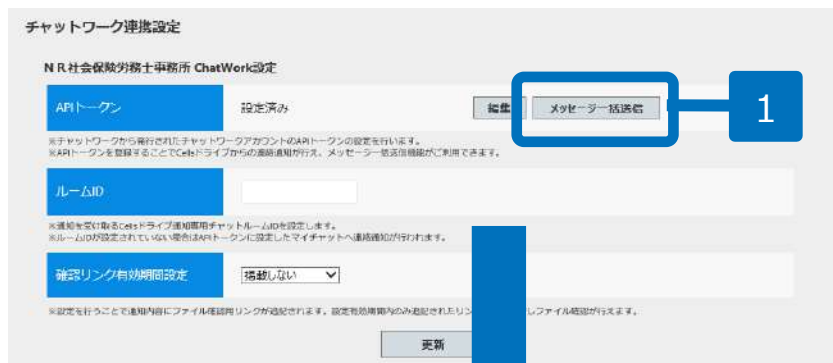 チャットワーク連携設定
NR社会保険労務士事務所 ChatWork設定
APIトークン 設定済み 編集 メッセージ一括送信 1
※チャットワークから発行されたチャットワークアカウントのAPIトークンの設定を行います。
※APIトークンを登録することでCellsドライブからの連絡通知が行え、メッセージ一括送信機能がご利用できます。
ルームID
※通知を受け取るCellsドライブ通知専用チャットルームIDを設定します。
※ルームIDが設定されていない場合はAPIトークンに設定したマイチャットへ連絡通知が行われます。
確認リンク有効期間設定 掲載しない
※設定を行うことで通知内容にファイル確認用リンクが追記されます。設定有効期間内のみ追記されたリン しファイル確認が行えます。
更新